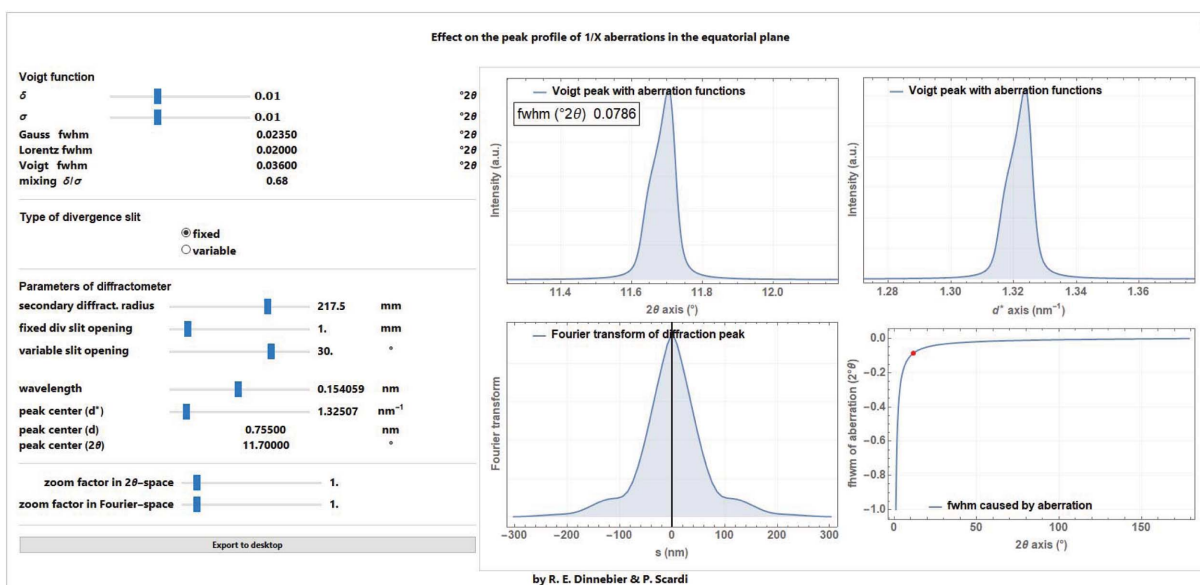 Effect on the peak profile of 1/X aberrations in the equatorial plane
Voigt function
δ 0.01 °2θ
σ 0.01 °2θ
Gauss fwhm 0.02350 °2θ
Lorentz fwhm 0.02000 °2θ
Voigt fwhm 0.03600 °2θ
mixing δ/σ 0.68
Type of divergence slit
fixed
variable
Parameters of diffractometer
secondary diffract. radius 217.5 mm
fixed div slit opening 1. mm
variable slit opening 30. °
wavelength 0.154059 nm
peak center (d*) 1.32507 nm⁻¹
peak center (d) 0.75500 nm
peak center (2θ) 11.70000 °
zoom factor in 2θ-space 1.
zoom factor in Fourier-space 1.
Export to desktop
Voigt peak with aberration functions
fwhm (°2θ) 0.0786
Intensity (a.u.)
11.4 11.6 11.8 12.0
2θ axis (°)
Voigt peak with aberration functions
Intensity (a.u.)
1.28 1.30 1.32 1.34 1.36
d* axis (nm⁻¹)
Fourier transform of diffraction peak
Fourier transform
−300 −200 −100 0 100 200 300
s (nm)
fhwm of aberration (2°θ)
0.0
−0.2
−0.4
−0.6
−0.8
−1.0
fwhm caused by aberration
0 50 100 150
2θ axis (°)
by R. E. Dinnebier & P. Scardi